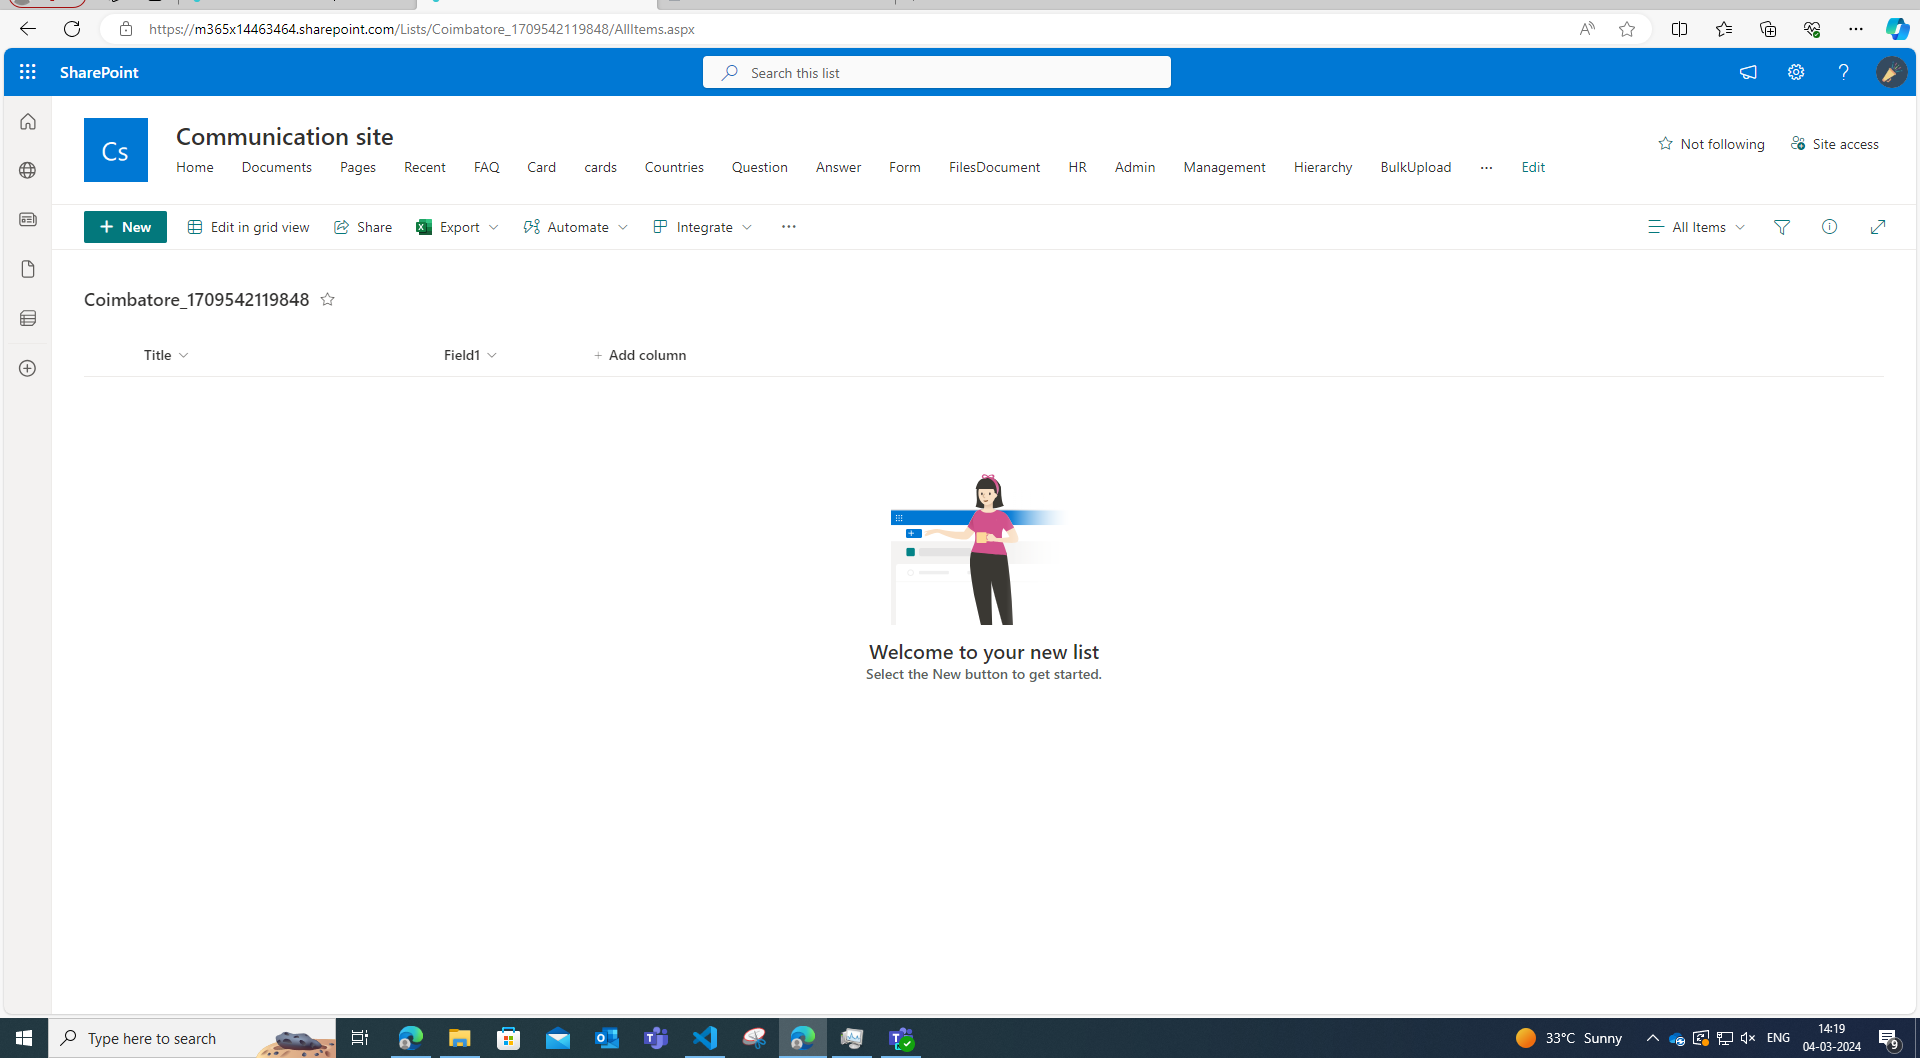 https://m365x14463464.sharepoint.com/Lists/Coimbatore_1709542119848/AllItems.aspx
SharePoint
Search this list
Cs
Communication site
Not following
Site access
Home Documents Pages Recent FAQ Card cards Countries Question Answer Form FilesDocument HR Admin Management Hierarchy BulkUpload ... Edit
+ New Edit in grid view Share Export Automate Integrate ... All Items
Coimbatore_1709542119848
Title Field1 + Add column
Welcome to your new list
Select the New button to get started.
Type here to search
33°C Sunny
ENG
14:19
04-03-2024
9